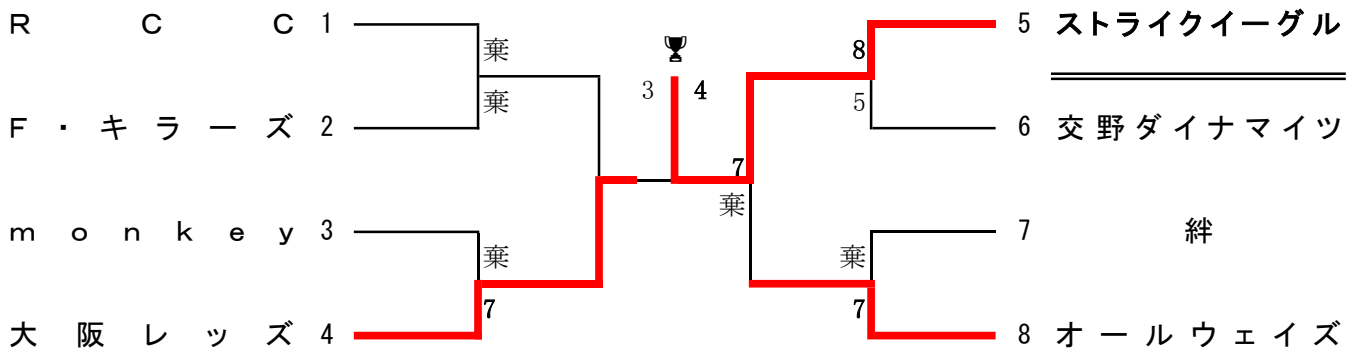 ＲＣＣ 1
棄
棄
Ｆ・キラーズ 2
ｍｏｎｋｅｙ 3
棄
7
大阪レッズ 4
3 4
5 ストライクイーグル
8
5
6 交野ダイナマイツ
7
棄
7 絆
棄
7
8 オールウェイズ